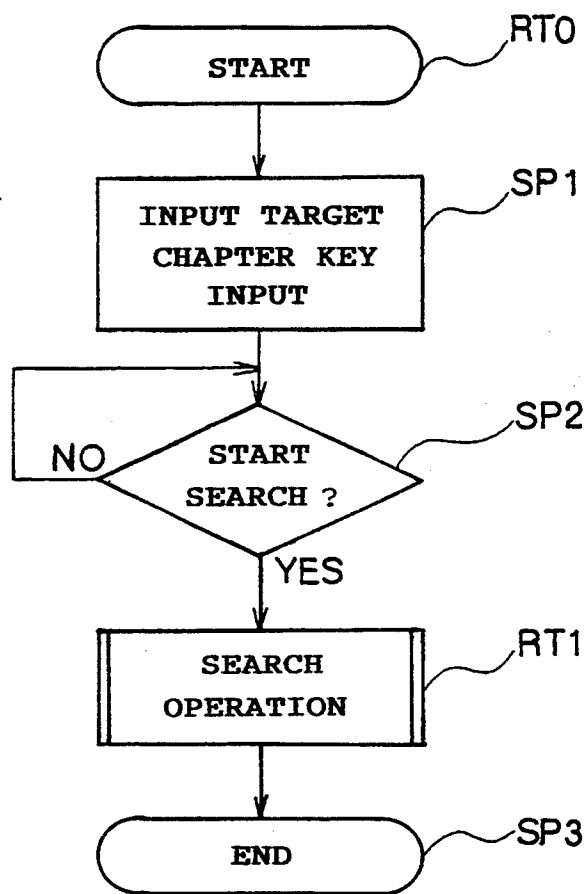 RT0
START
SP1
INPUT TARGET
CHAPTER KEY
INPUT
SP2
NO
START
SEARCH ?
YES
RT1
SEARCH
OPERATION
SP3
END